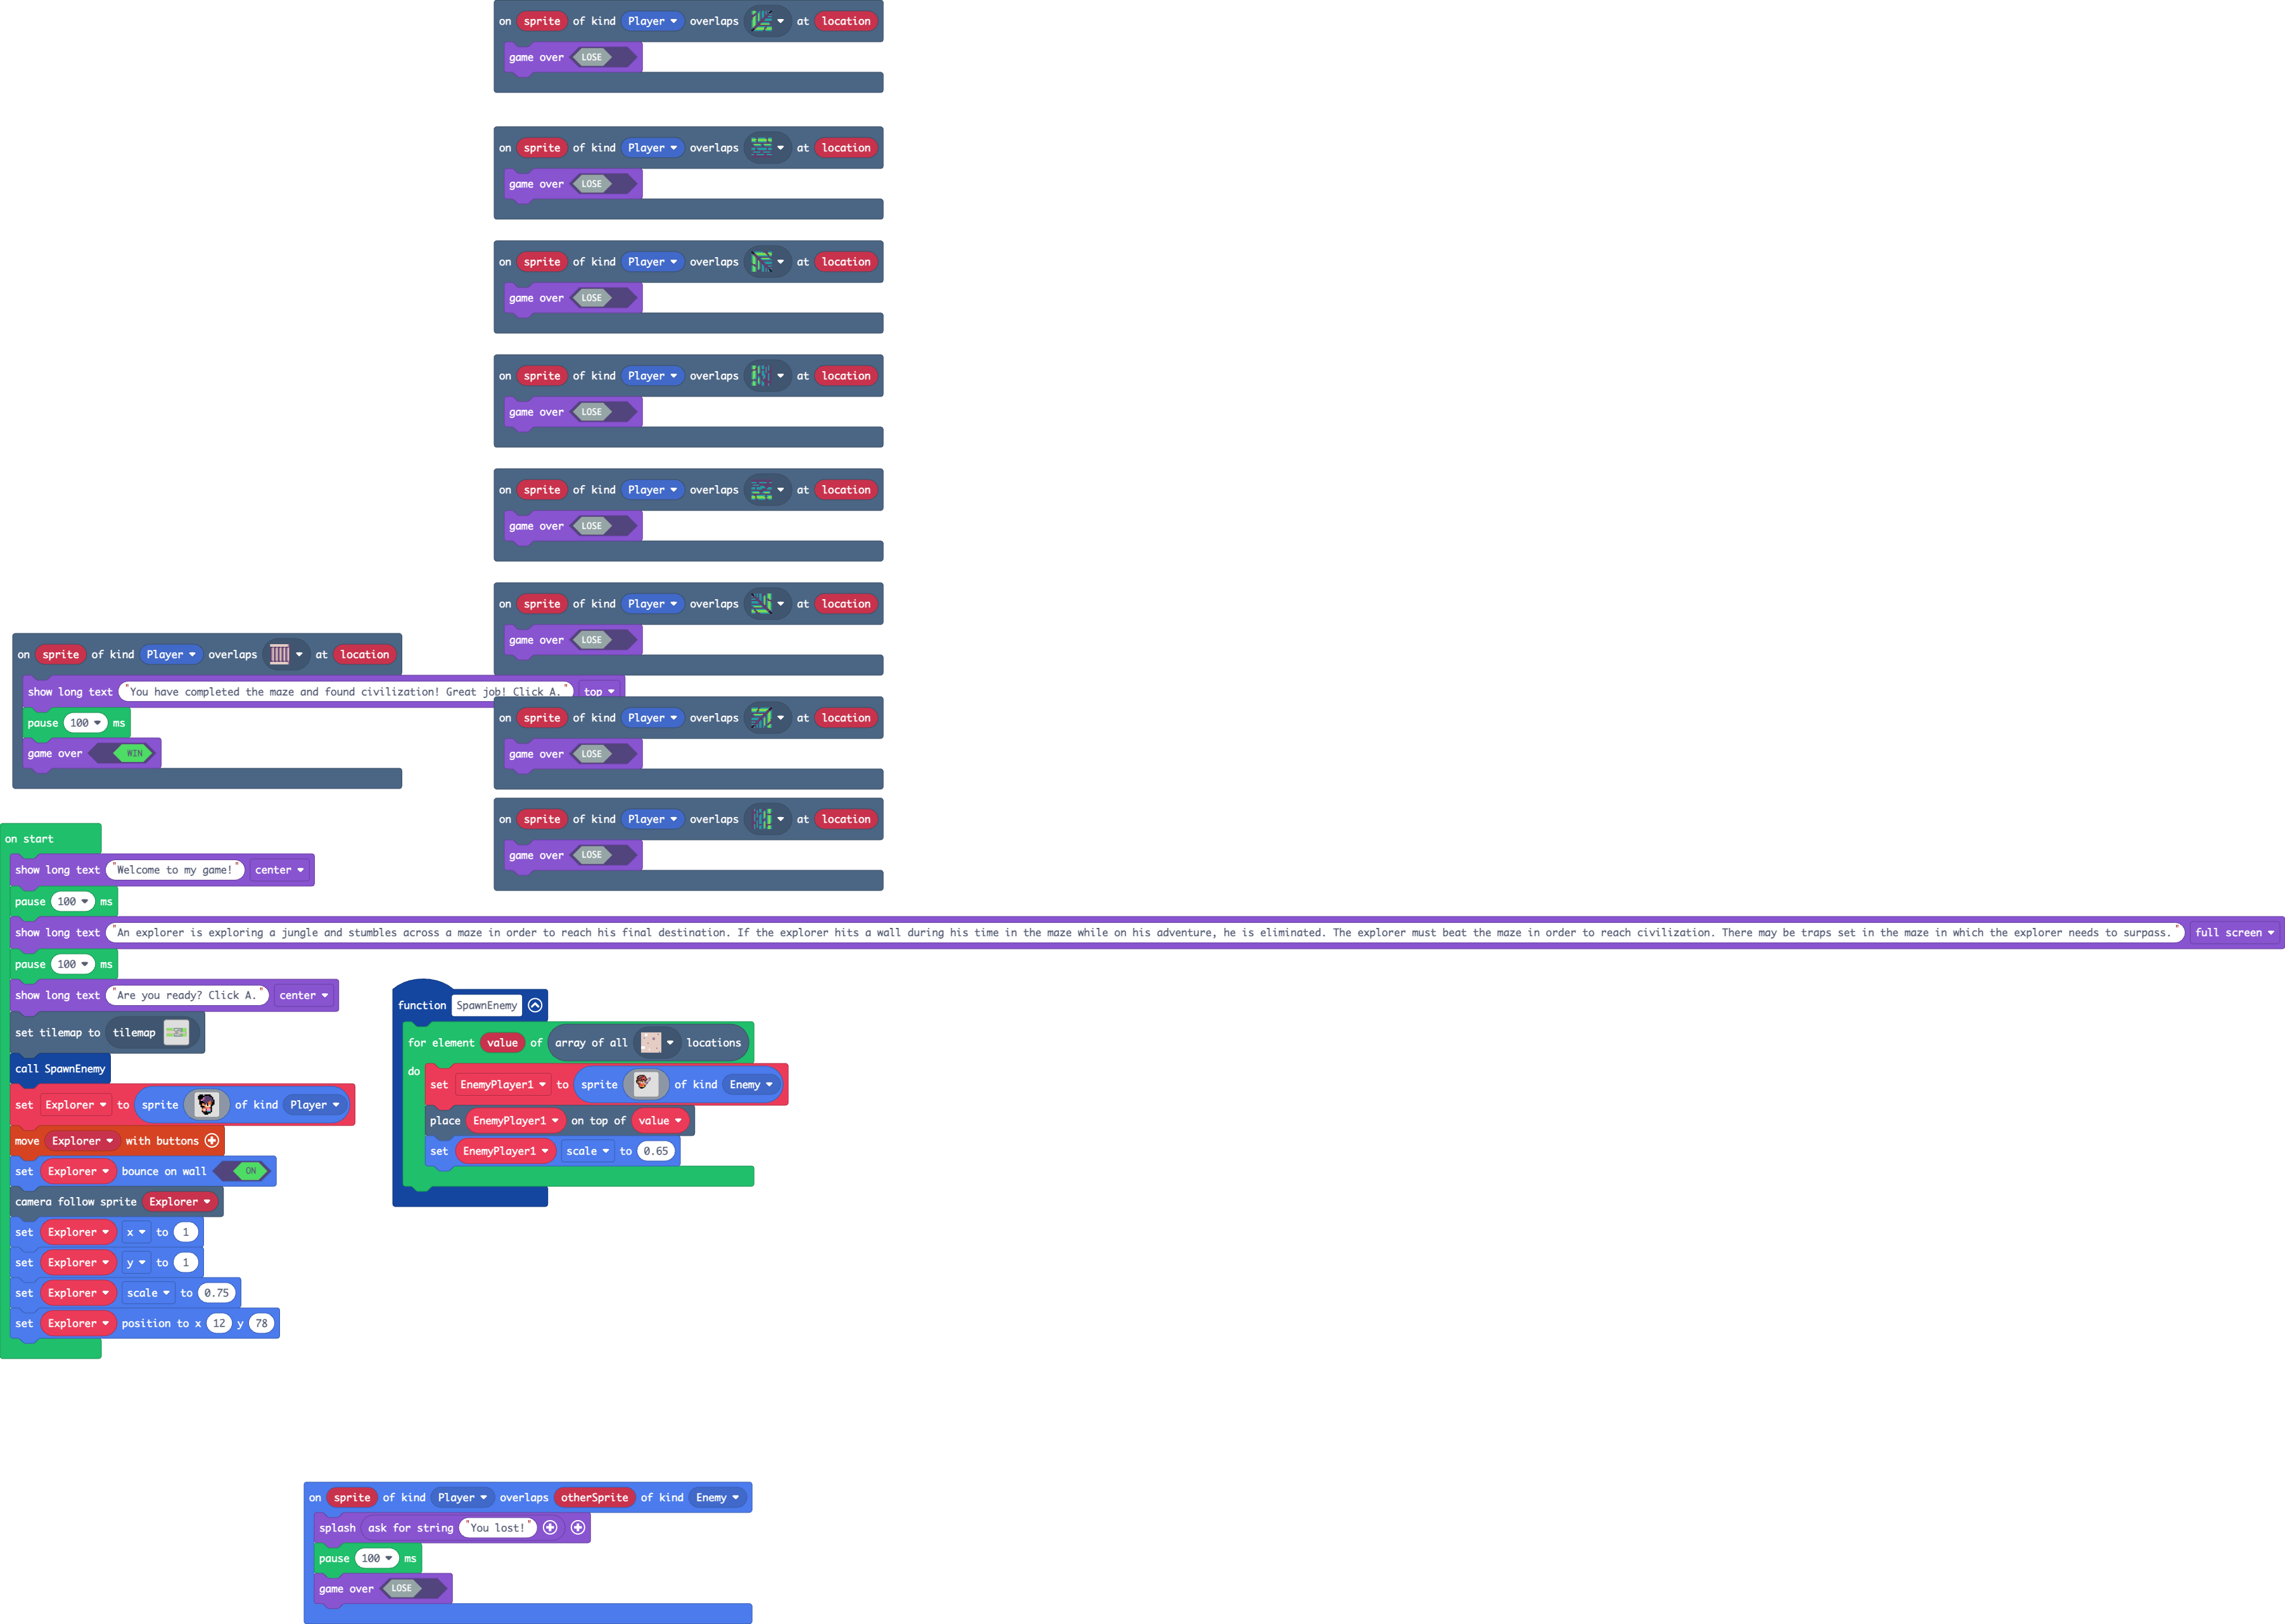 on sprite of kind Player overlaps at location
game over LOSE
on sprite of kind Player overlaps at location
game over LOSE
on sprite of kind Player overlaps at location
game over LOSE
on sprite of kind Player overlaps at location
game over LOSE
on sprite of kind Player overlaps at location
game over LOSE
on sprite of kind Player overlaps at location
game over LOSE
on sprite of kind Player overlaps at location
show long text "You have completed the maze and found civilization! Great job! Click A." top
pause 100 ms
game over WIN
on sprite of kind Player overlaps at location
game over LOSE
on sprite of kind Player overlaps at location
game over LOSE
on start
show long text "Welcome to my game!" center
pause 100 ms
show long text "An explorer is exploring a jungle and stumbles across a maze in order to reach his final destination. If the explorer hits a wall during his time in the maze while on his adventure, he is eliminated. The explorer must beat the maze in order to reach civilization. There may be traps set in the maze in which the explorer needs to surpass." full screen
pause 100 ms
show long text "Are you ready? Click A." center
set tilemap to tilemap
call SpawnEnemy
set Explorer to sprite of kind Player
move Explorer with buttons
set Explorer bounce on wall ON
camera follow sprite Explorer
set Explorer x to 1
set Explorer y to 1
set Explorer scale to 0.75
set Explorer position to x 12 y 78
function SpawnEnemy
for element value of array of all locations
do
set EnemyPlayer1 to sprite of kind Enemy
place EnemyPlayer1 on top of value
set EnemyPlayer1 scale to 0.65
on sprite of kind Player overlaps otherSprite of kind Enemy
splash ask for string "You lost!"
pause 100 ms
game over LOSE